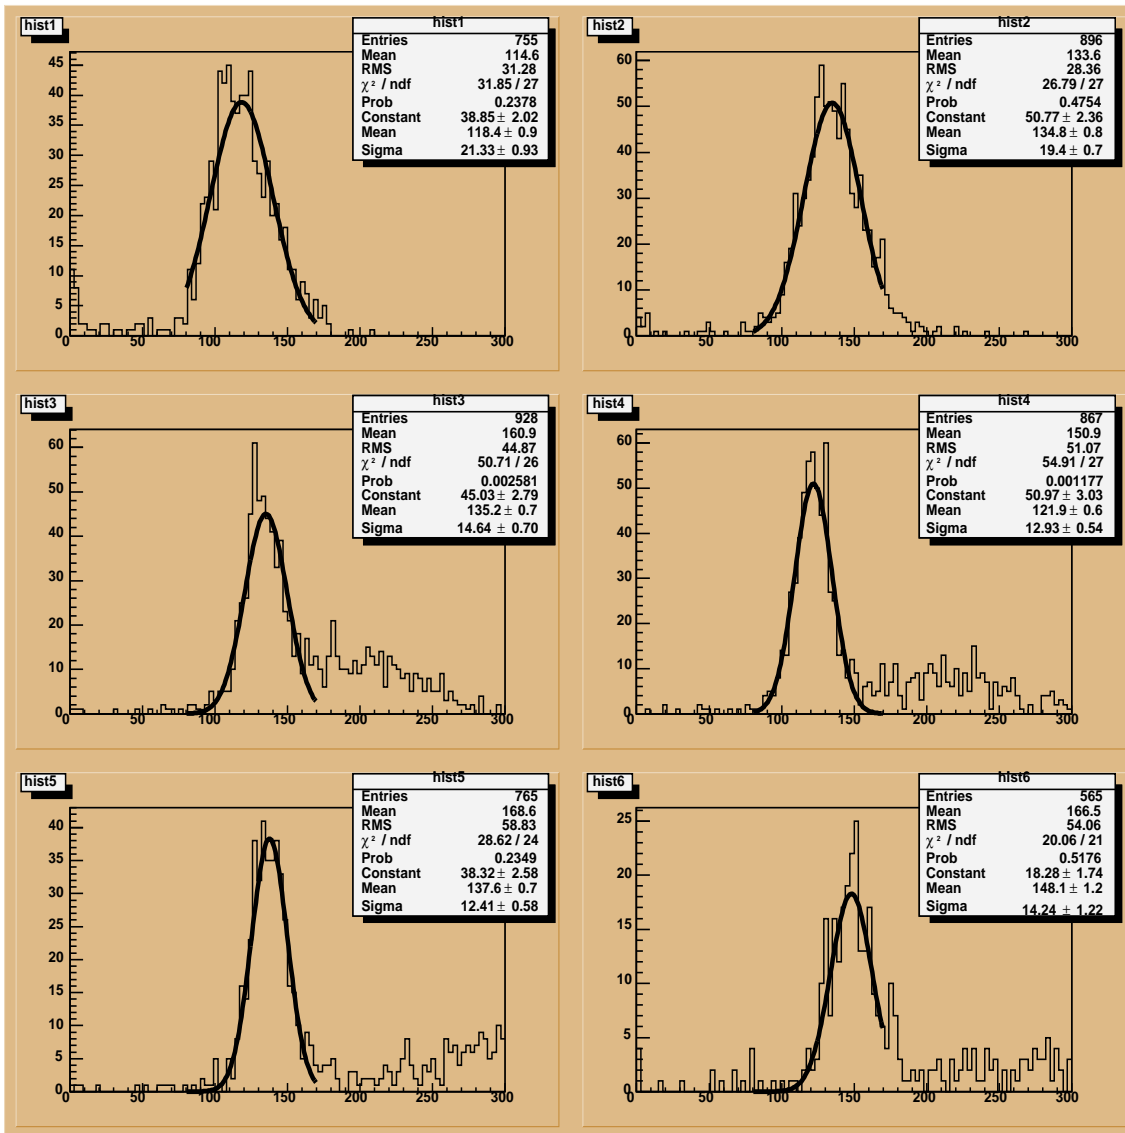 hist1
hist1
Entries 755
Mean 114.6
RMS 31.28
χ² / ndf 31.85 / 27
Prob 0.2378
Constant 38.85 ± 2.02
Mean 118.4 ± 0.9
Sigma 21.33 ± 0.93
45
40
35
30
25
20
15
10
5
0
0 50 100 150 200 250 300
hist2
hist2
Entries 896
Mean 133.6
RMS 28.36
χ² / ndf 26.79 / 27
Prob 0.4754
Constant 50.77 ± 2.36
Mean 134.8 ± 0.8
Sigma 19.4 ± 0.7
60
50
40
30
20
10
0
0 50 100 150 200 250 300
hist3
hist3
Entries 928
Mean 160.9
RMS 44.87
χ² / ndf 50.71 / 26
Prob 0.002581
Constant 45.03 ± 2.79
Mean 135.2 ± 0.7
Sigma 14.64 ± 0.70
60
50
40
30
20
10
0
0 50 100 150 200 250 300
hist4
hist4
Entries 867
Mean 150.9
RMS 51.07
χ² / ndf 54.91 / 27
Prob 0.001177
Constant 50.97 ± 3.03
Mean 121.9 ± 0.6
Sigma 12.93 ± 0.54
60
50
40
30
20
10
0
0 50 100 150 200 250 300
hist5
hist5
Entries 765
Mean 168.6
RMS 58.83
χ² / ndf 28.62 / 24
Prob 0.2349
Constant 38.32 ± 2.58
Mean 137.6 ± 0.7
Sigma 12.41 ± 0.58
40
35
30
25
20
15
10
5
0
0 50 100 150 200 250 300
hist6
hist6
Entries 565
Mean 166.5
RMS 54.06
χ² / ndf 20.06 / 21
Prob 0.5176
Constant 18.28 ± 1.74
Mean 148.1 ± 1.2
Sigma 14.24 ± 1.22
25
20
15
10
5
0
0 50 100 150 200 250 300